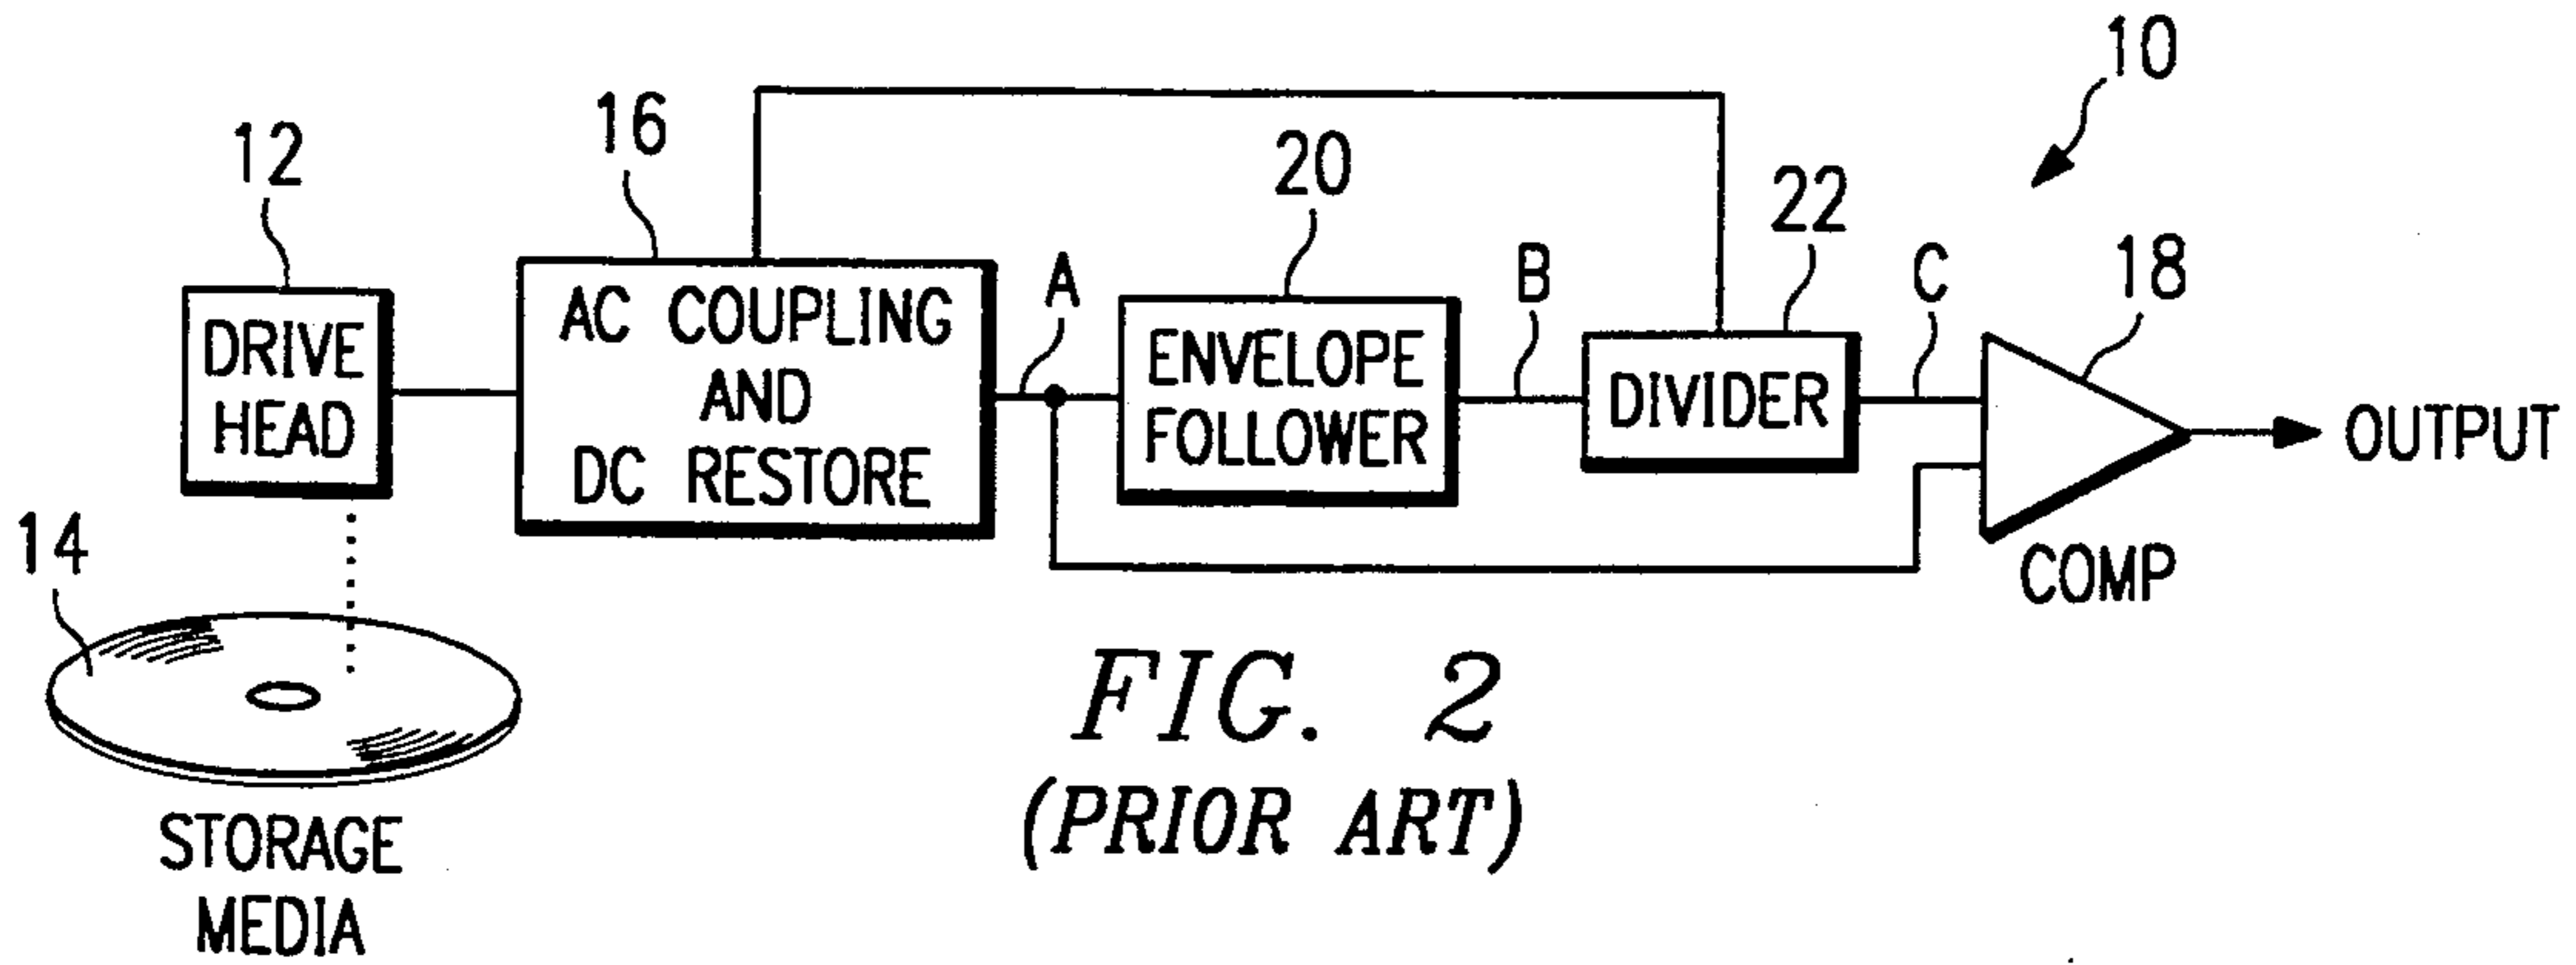 10
12
16
20
22
18
14
A
B
C
DRIVE
HEAD
AC COUPLING
AND
DC RESTORE
ENVELOPE
FOLLOWER
DIVIDER
COMP
OUTPUT
STORAGE
MEDIA
FIG. 2
(PRIOR ART)